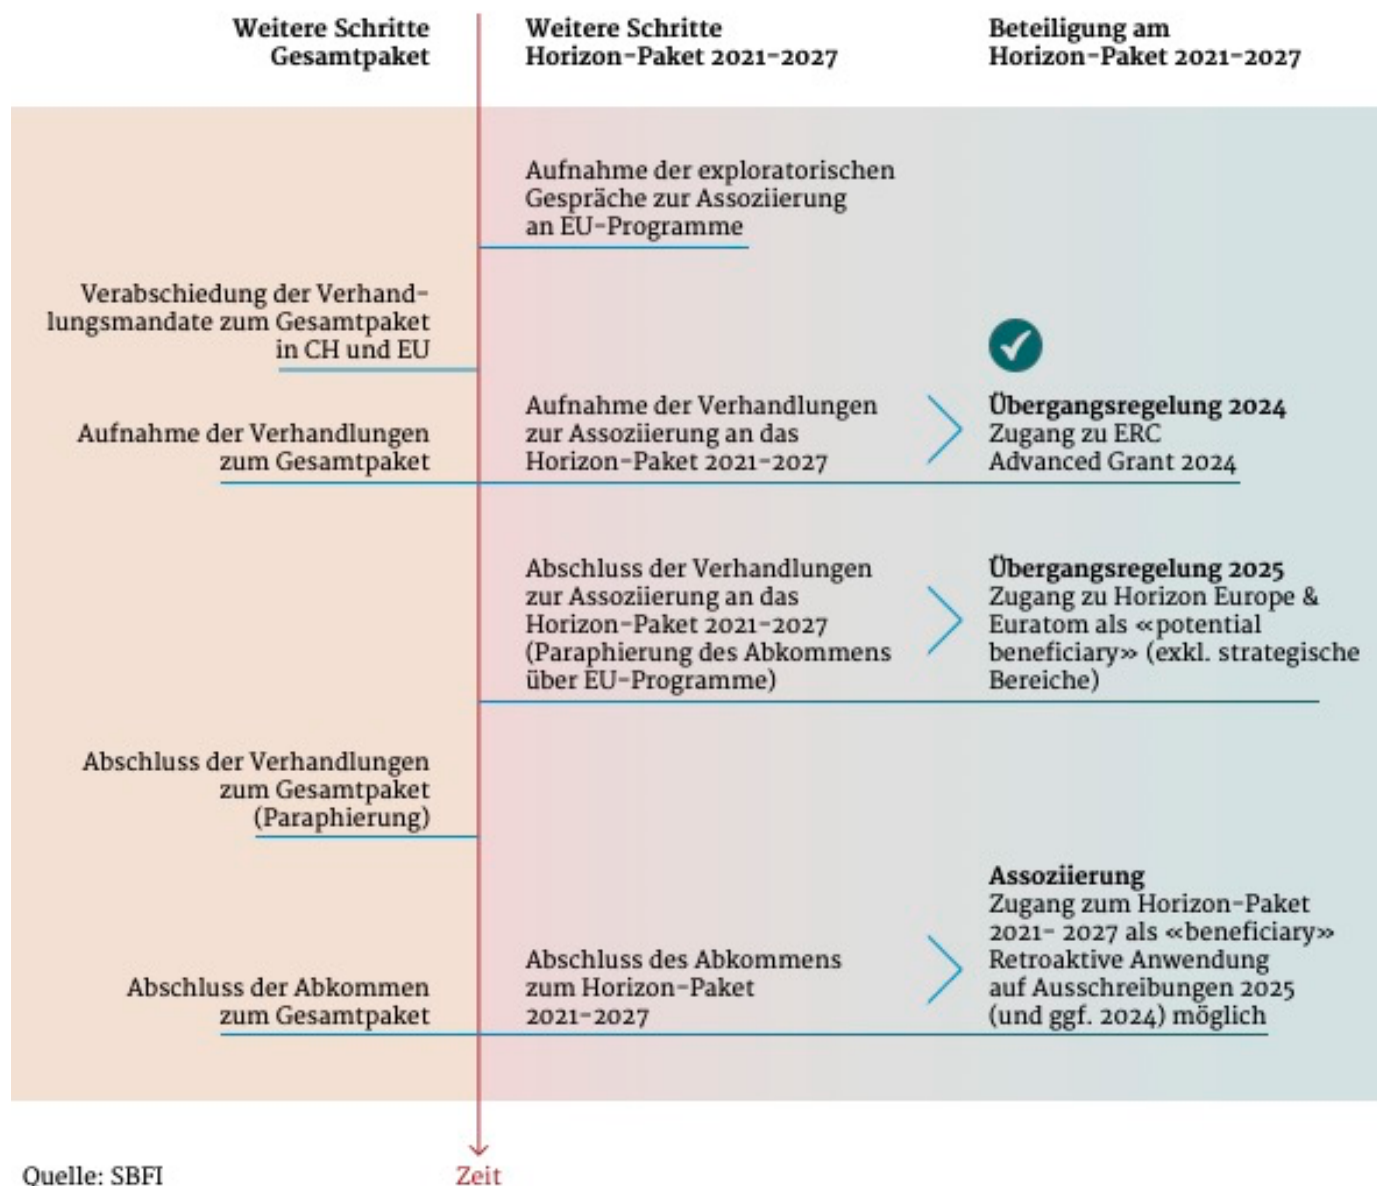 Weitere Schritte
Gesamtpaket
Weitere Schritte
Horizon-Paket 2021-2027
Beteiligung am
Horizon-Paket 2021-2027
Aufnahme der exploratorischen
Gespräche zur Assoziierung
an EU-Programme
Verabschiedung der Verhand-
lungsmandate zum Gesamtpaket
in CH und EU
Aufnahme der Verhandlungen
zum Gesamtpaket
Aufnahme der Verhandlungen
zur Assoziierung an das
Horizon-Paket 2021-2027
Übergangsregelung 2024
Zugang zu ERC
Advanced Grant 2024
Abschluss der Verhandlungen
zur Assoziierung an das
Horizon-Paket 2021-2027
(Paraphierung des Abkommens
über EU-Programme)
Übergangsregelung 2025
Zugang zu Horizon Europe &
Euratom als «potential
beneficiary» (exkl. strategische
Bereiche)
Abschluss der Verhandlungen
zum Gesamtpaket
(Paraphierung)
Abschluss der Abkommen
zum Gesamtpaket
Abschluss des Abkommens
zum Horizon-Paket
2021-2027
Assoziierung
Zugang zum Horizon-Paket
2021- 2027 als «beneficiary»
Retroaktive Anwendung
auf Ausschreibungen 2025
(und ggf. 2024) möglich
Quelle: SBFI
Zeit